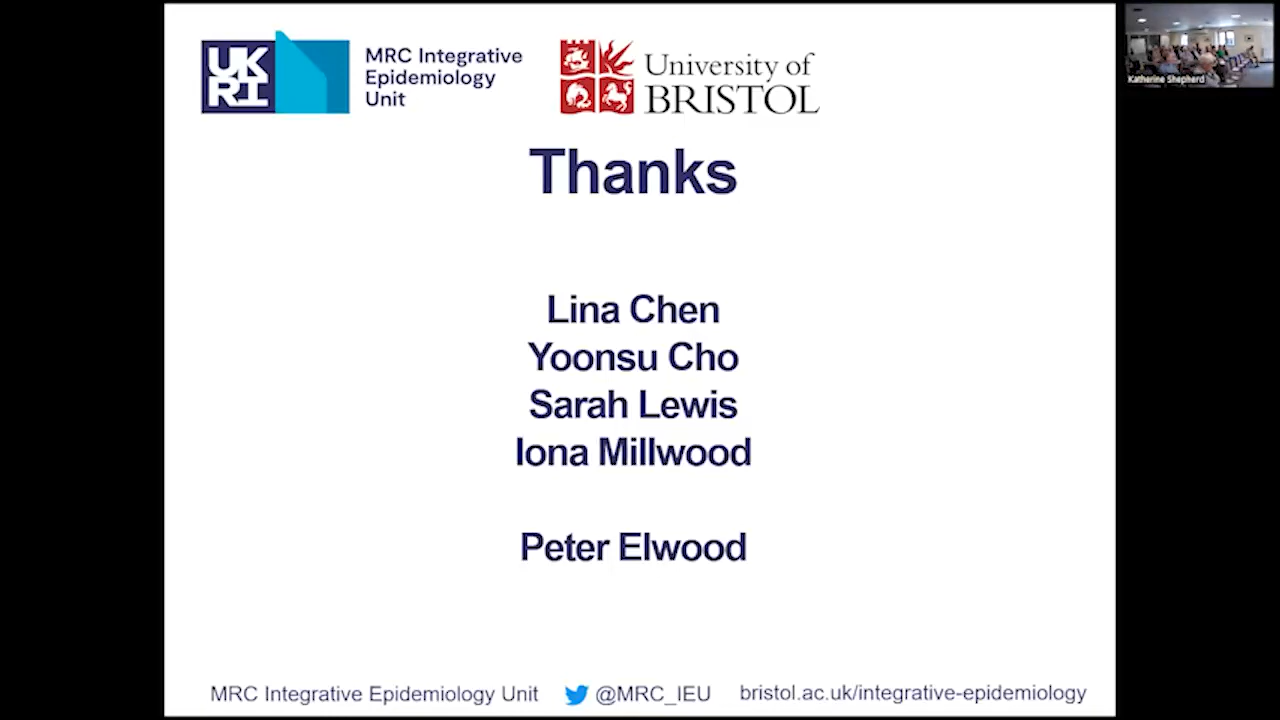 UK
RI
MRC Integrative
Epidemiology
Unit
University of
BRISTOL
Katherine Shepherd
Thanks
Lina Chen
Yoonsu Cho
Sarah Lewis
Iona Millwood
Peter Elwood
MRC Integrative Epidemiology Unit @MRC_IEU bristol.ac.uk/integrative-epidemiology